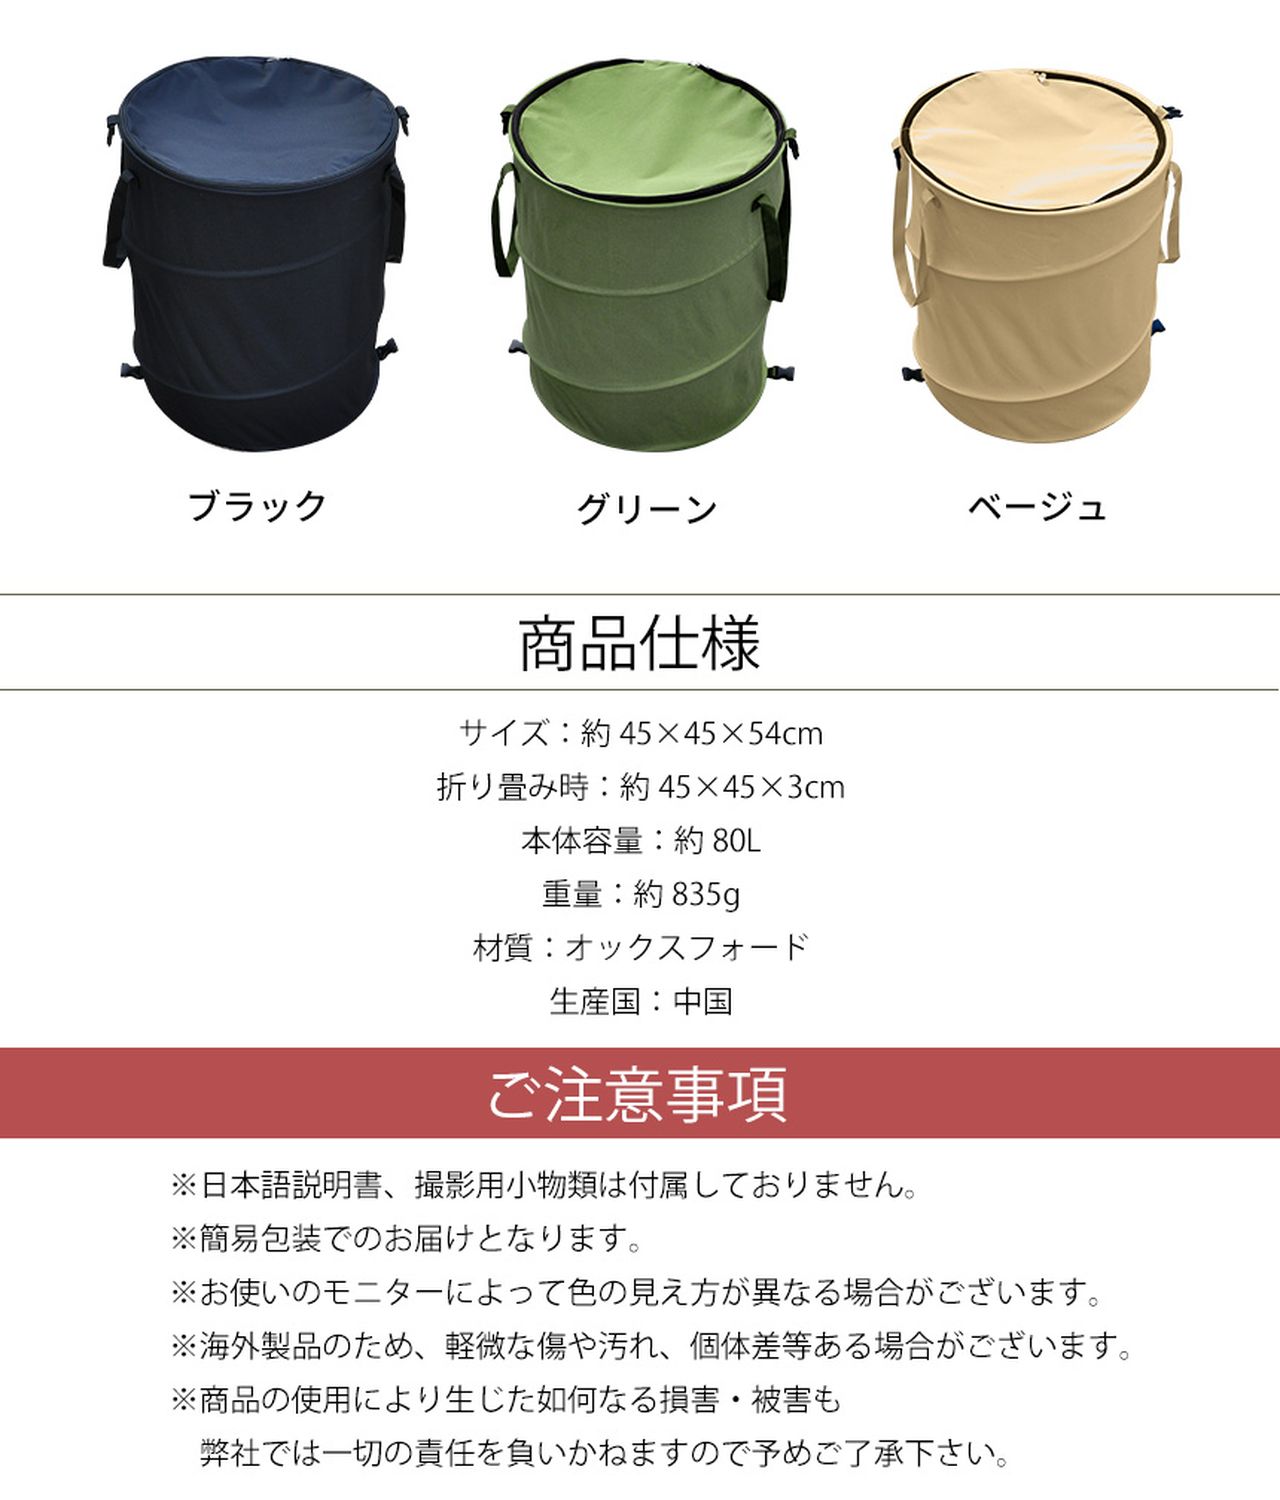 ブラック
グリーン
ベージュ
商品仕様
サイズ：約 45×45×54cm
折り畳み時：約 45×45×3cm
本体容量：約 80L
重量：約 835g
材質：オックスフォード
生産国：中国
ご注意事項
※日本語説明書、撮影用小物類は付属しておりません。
※簡易包装でのお届けとなります。
※お使いのモニターによって色の見え方が異なる場合がございます。
※海外製品のため、軽微な傷や汚れ、個体差等ある場合がございます。
※商品の使用により生じた如何なる損害・被害も
弊社では一切の責任を負いかねますので予めご了承下さい。